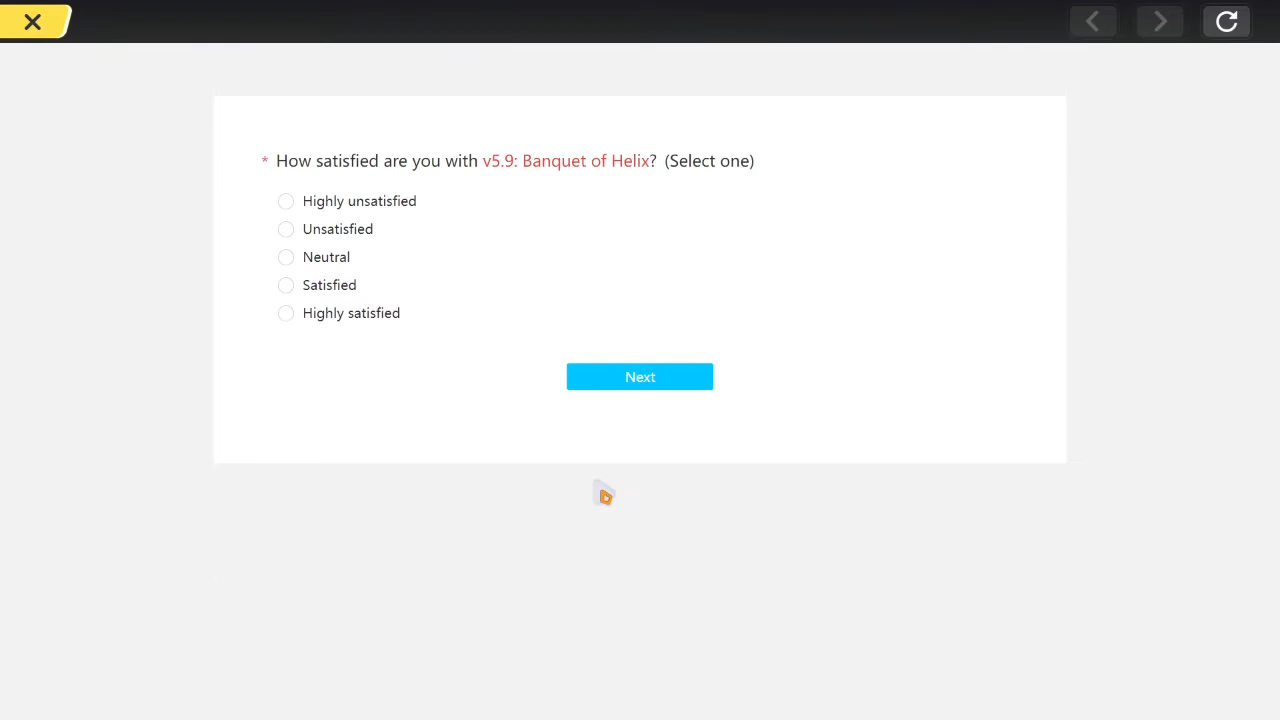 * How satisfied are you with v5.9: Banquet of Helix? (Select one)
Highly unsatisfied
Unsatisfied
Neutral
Satisfied
Highly satisfied
Next